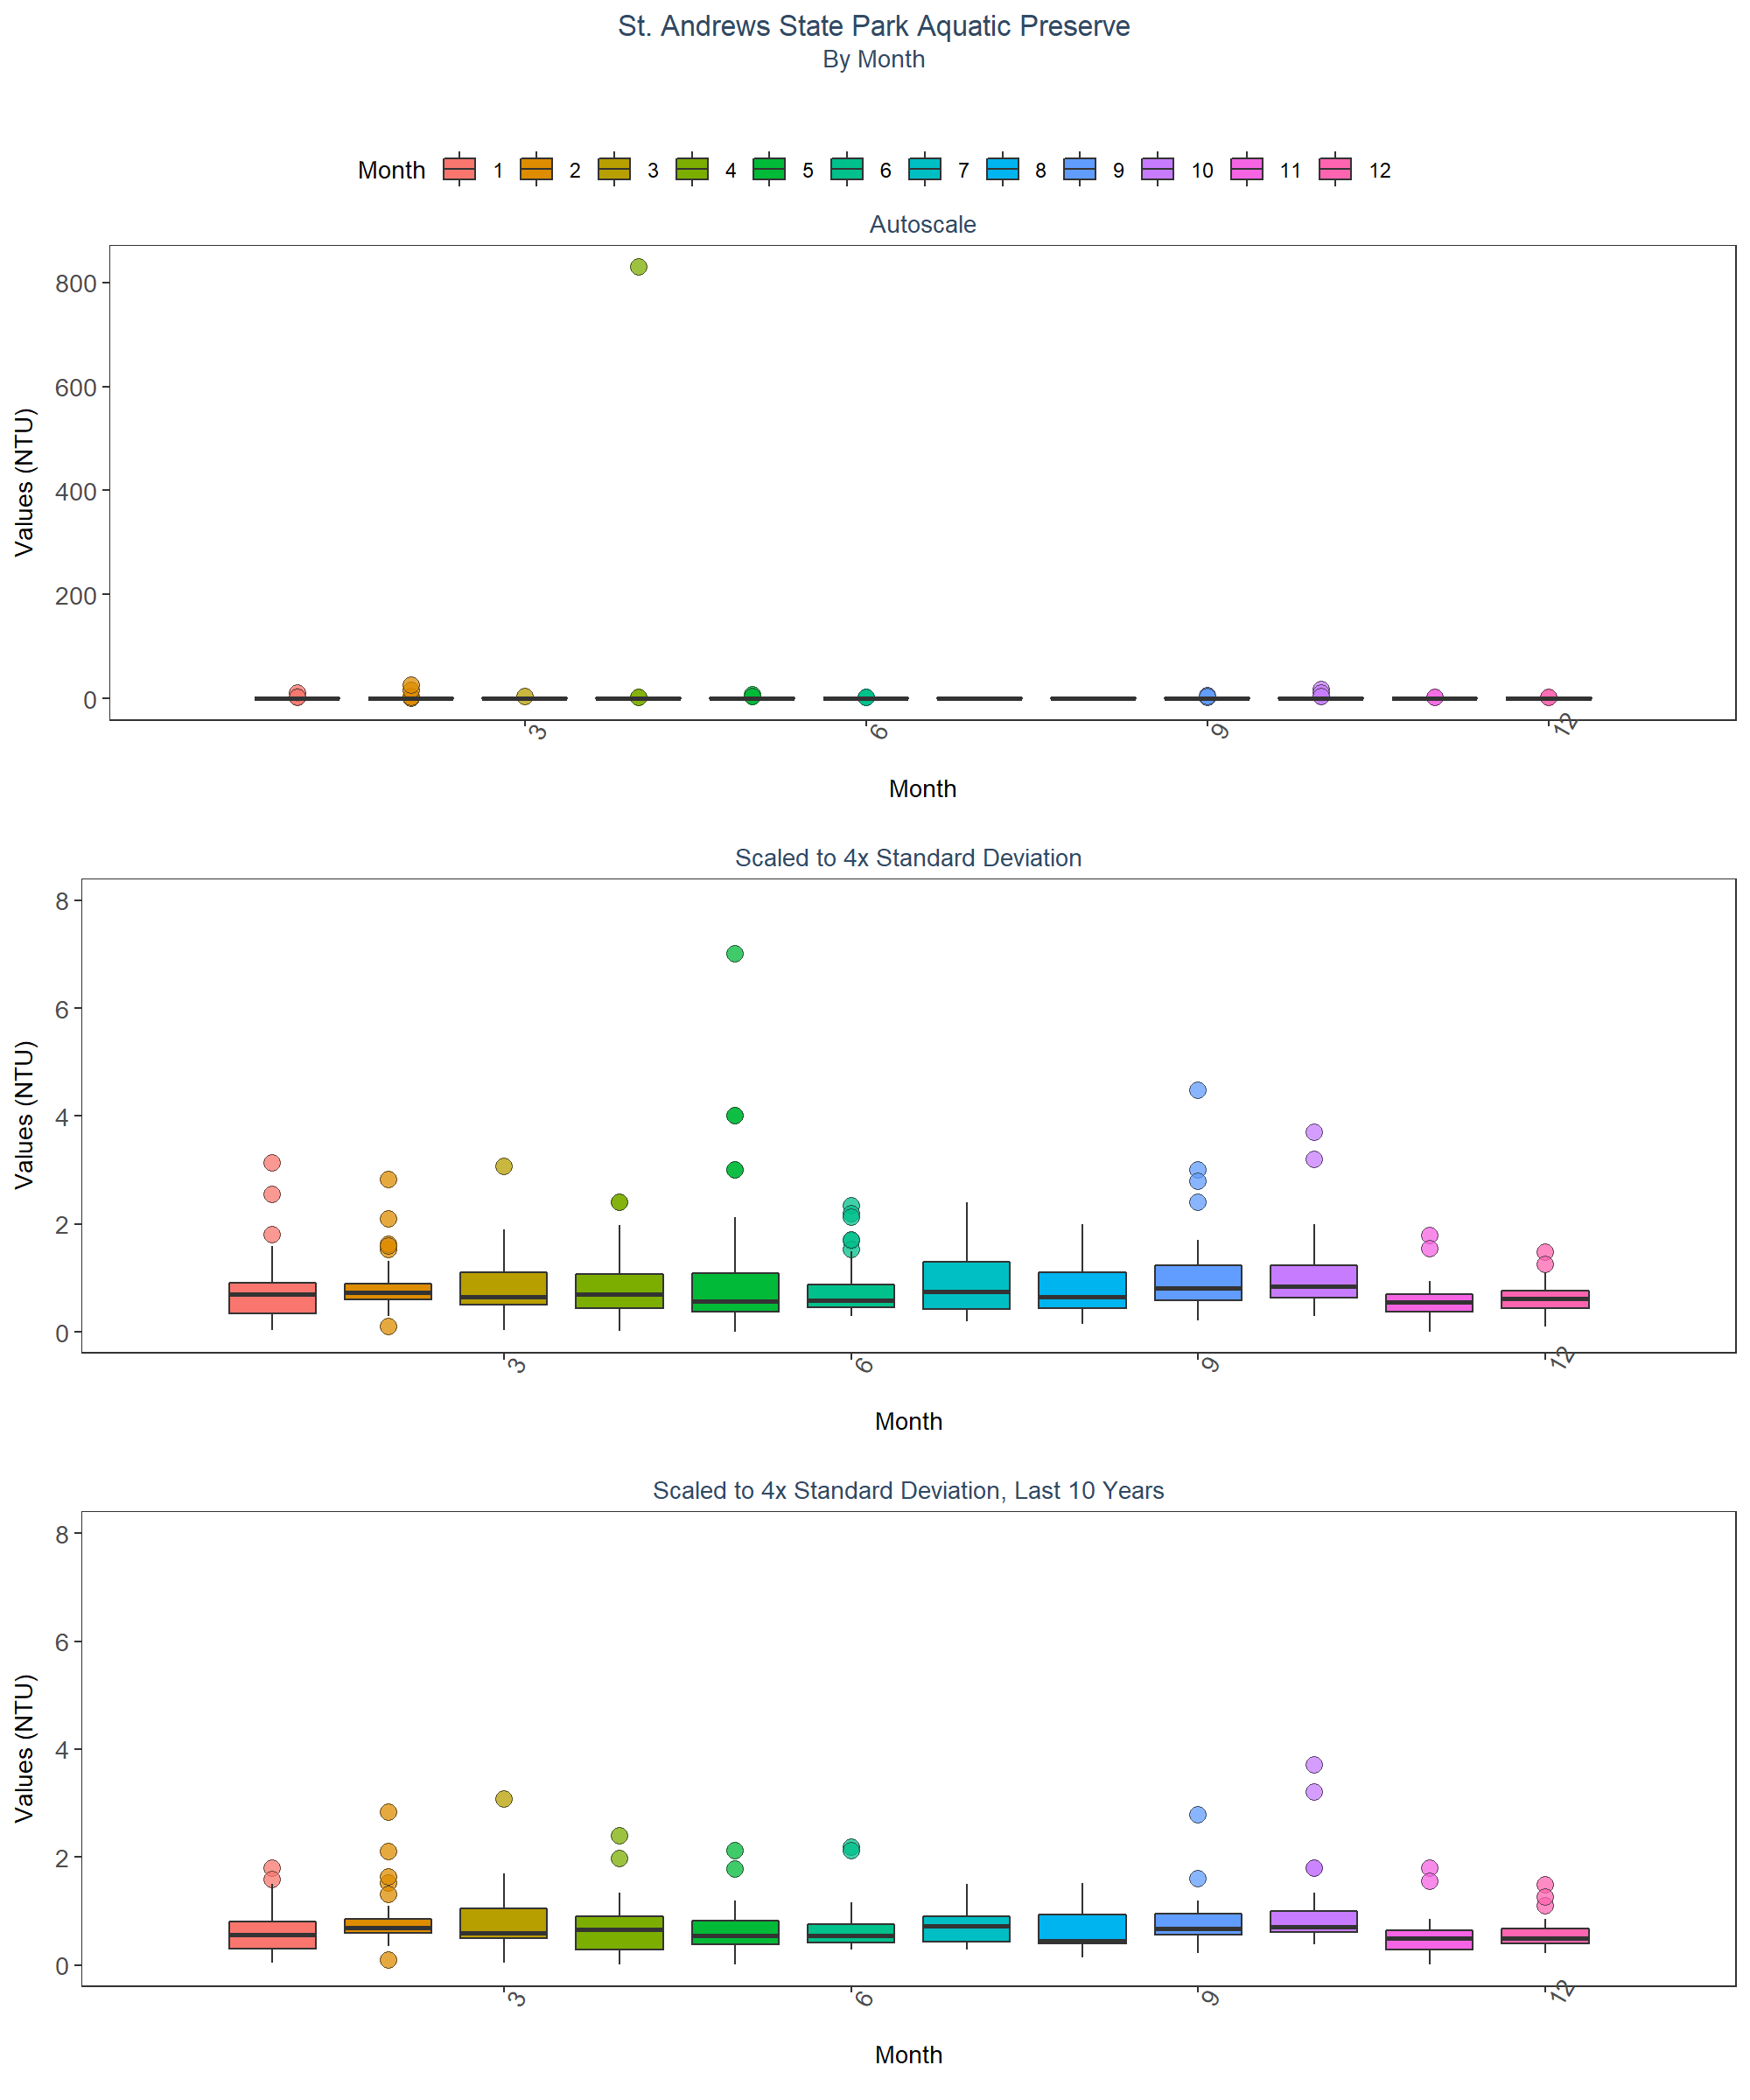 St. Andrews State Park Aquatic Preserve
By Month
Month 1 2 3 4 5 6 7 8 9 10 11 12
Autoscale
Values (NTU)
800
600
400
200
0
3 6 9 12
Month
Scaled to 4x Standard Deviation
Values (NTU)
8
6
4
2
0
3 6 9 12
Month
Scaled to 4x Standard Deviation, Last 10 Years
Values (NTU)
8
6
4
2
0
3 6 9 12
Month